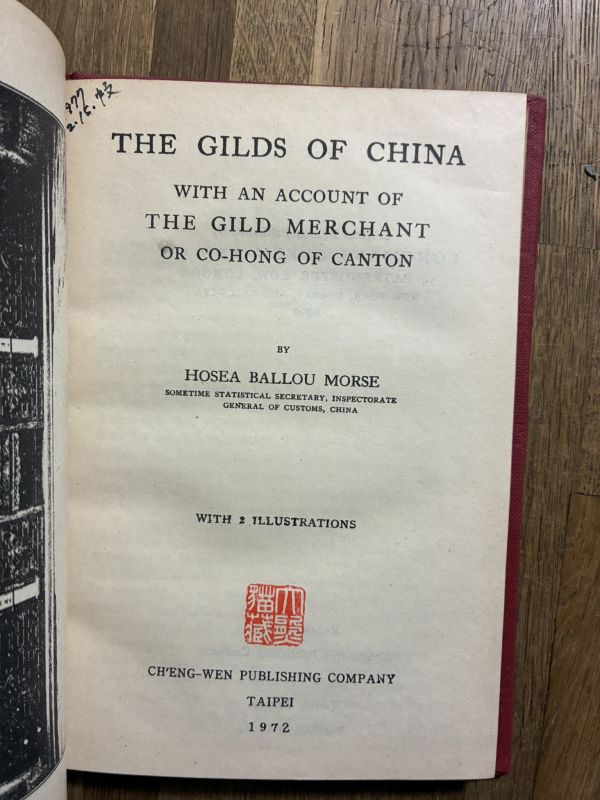 THE GILDS OF CHINA
WITH AN ACCOUNT OF
THE GILD MERCHANT
OR CO-HONG OF CANTON
BY
HOSEA BALLOU MORSE
SOMETIME STATISTICAL SECRETARY, INSPECTORATE
GENERAL OF CUSTOMS, CHINA
WITH 2 ILLUSTRATIONS
CH'ENG-WEN PUBLISHING COMPANY
TAIPEI
1972